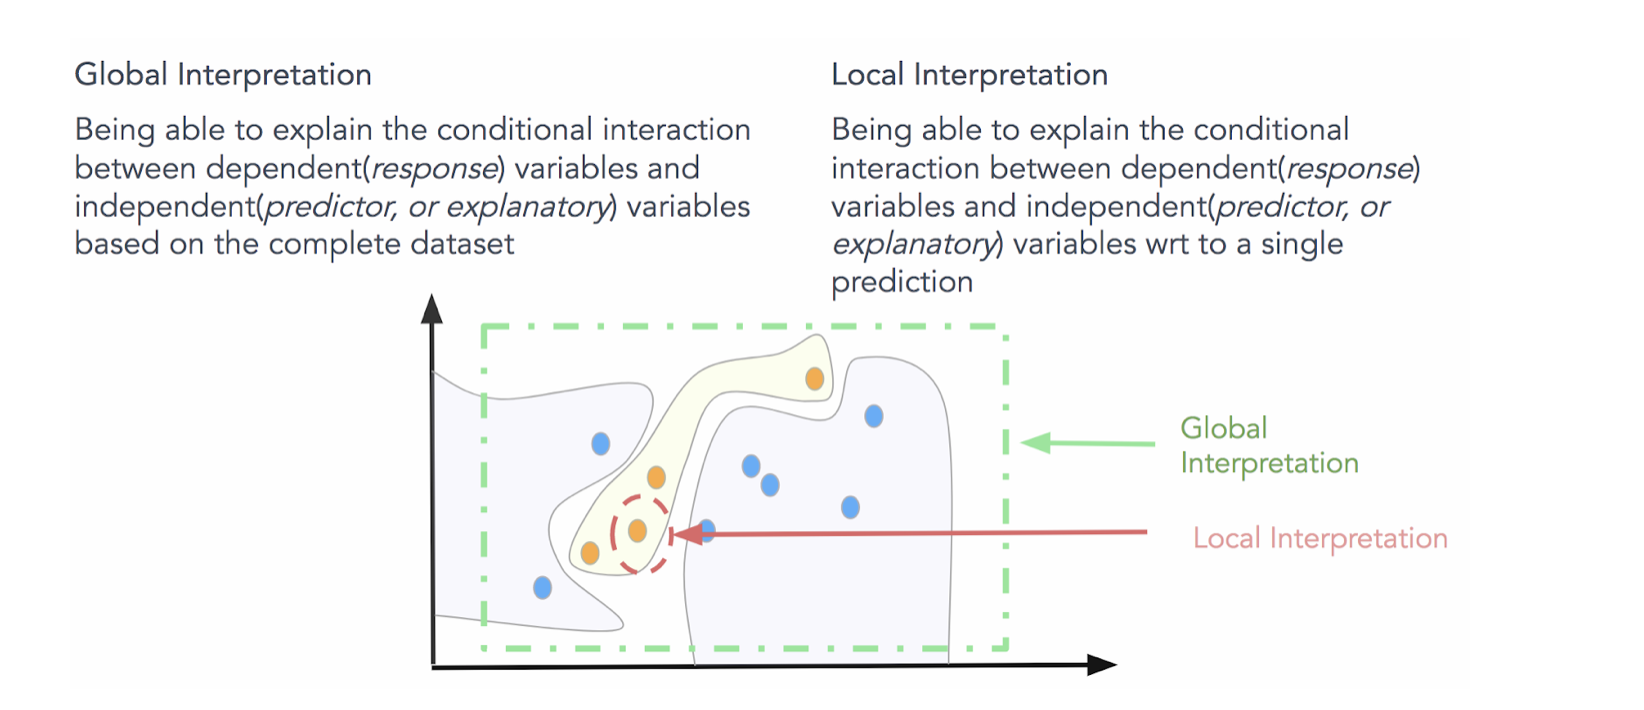 Global Interpretation
Being able to explain the conditional interaction
between dependent(response) variables and
independent(predictor, or explanatory) variables
based on the complete dataset
Local Interpretation
Being able to explain the conditional
interaction between dependent(response)
variables and independent(predictor, or
explanatory) variables wrt to a single
prediction
Global
Interpretation
Local Interpretation